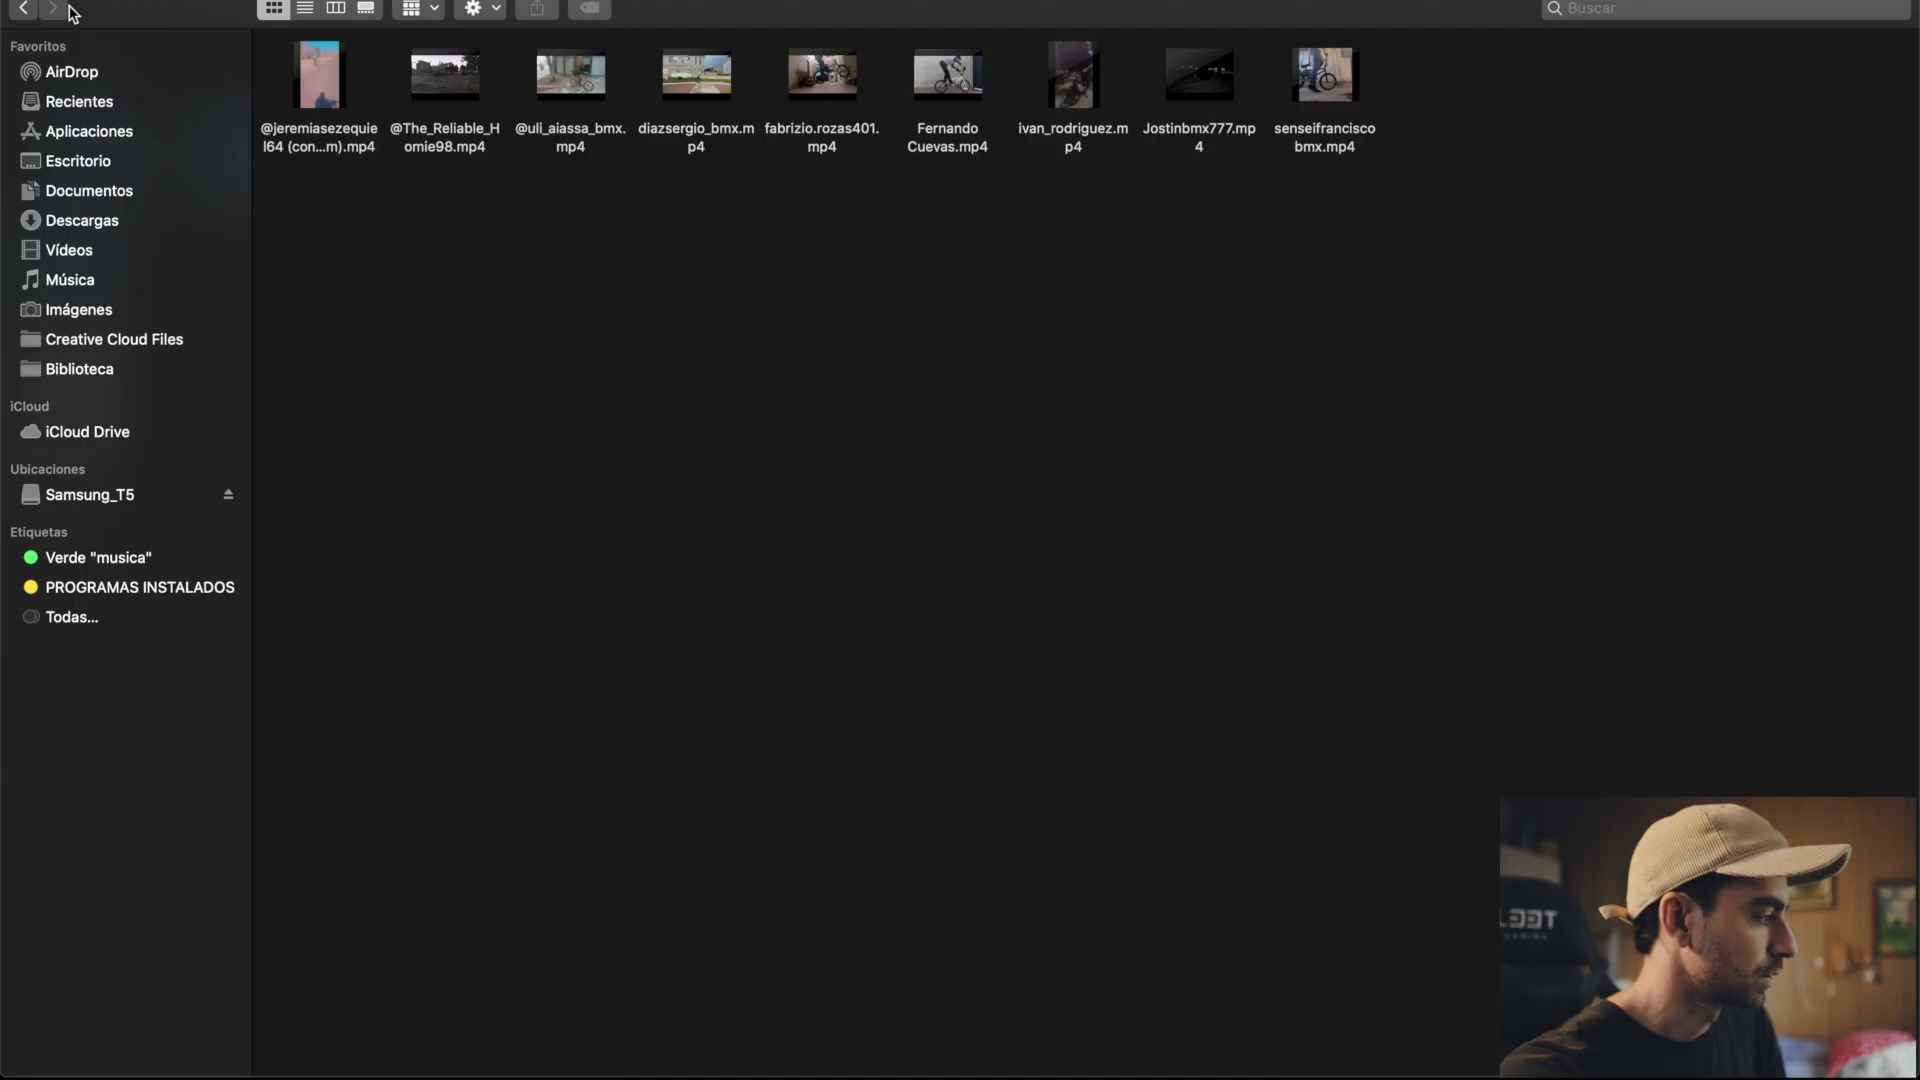 Buscar
Favoritos
AirDrop
Recientes
Aplicaciones
Escritorio
Documentos
Descargas
Vídeos
Música
Imágenes
Creative Cloud Files
Biblioteca
iCloud
iCloud Drive
Ubicaciones
Samsung_T5
Etiquetas
Verde "musica"
PROGRAMAS INSTALADOS
Todas...
@jeremiasezequie
l64 (con...m).mp4
@The_Reliable_H
omie98.mp4
@uli_aiassa_bmx.
mp4
diazsergio_bmx.m
p4
fabrizio.rozas401.
mp4
Fernando
Cuevas.mp4
ivan_rodriguez.m
p4
Jostinbmx777.mp
4
senseifrancisco
bmx.mp4